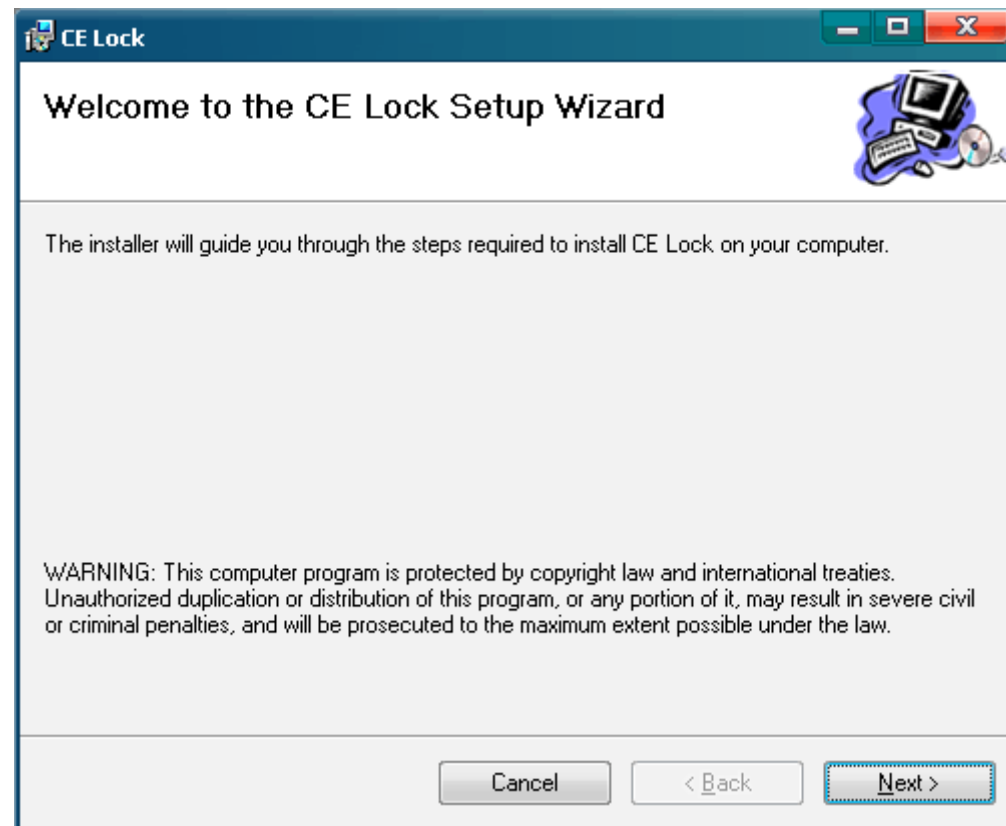 CE Lock
Welcome to the CE Lock Setup Wizard
The installer will guide you through the steps required to install CE Lock on your computer.
WARNING: This computer program is protected by copyright law and international treaties.
Unauthorized duplication or distribution of this program, or any portion of it, may result in severe civil
or criminal penalties, and will be prosecuted to the maximum extent possible under the law.
Cancel
< Back
Next >